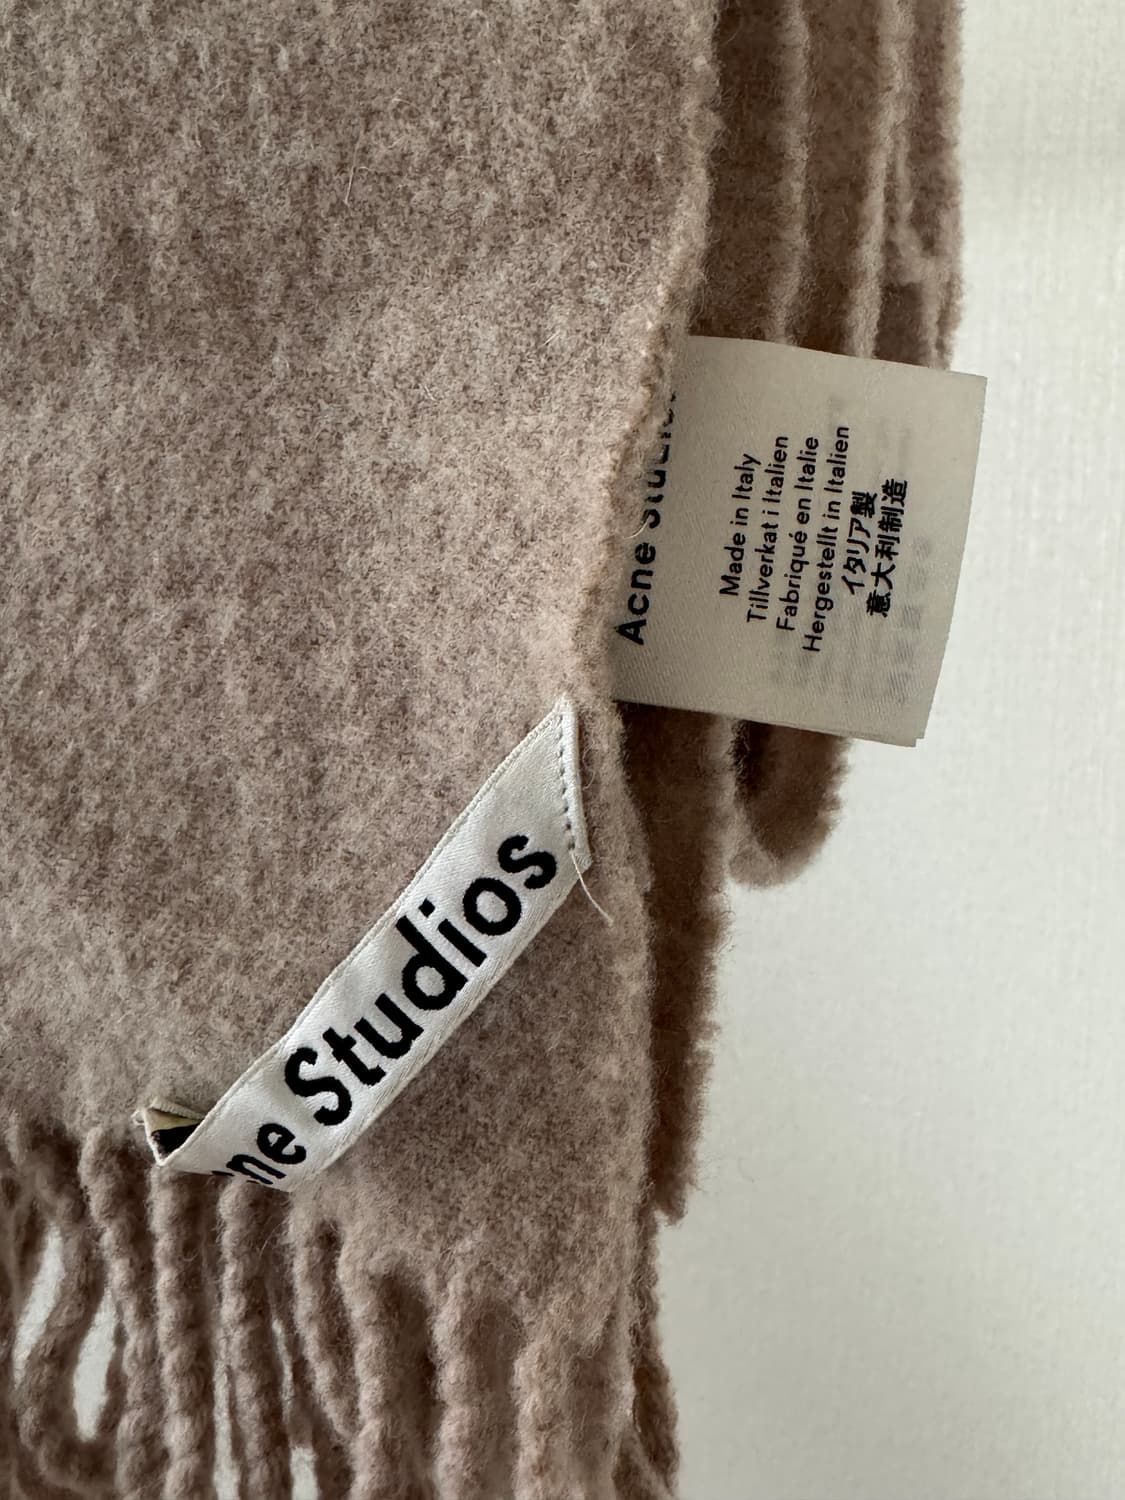 Acne Studios
Made in Italy
Tillverkat i Italien
Fabriqué en Italie
Hergestellt in Italien
イタリア製
意大利制造
ne Studios